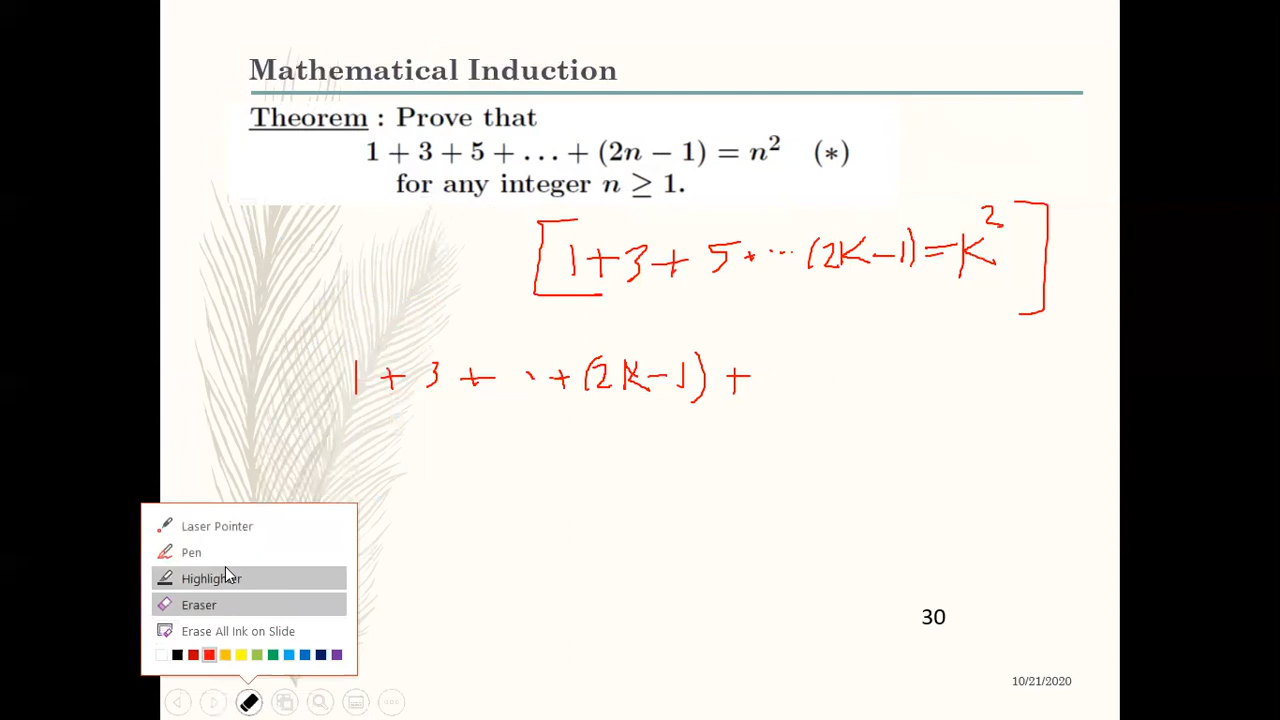 Mathematical Induction
Theorem : Prove that
1 + 3 + 5 + . . . + (2n − 1) = n² (∗)
for any integer n ≥ 1.
[1+3+ 5+ ··· (2K−1)=K²]
1 + 3 + ·· + (2K−1) +
Laser Pointer
Pen
Highlighter
Eraser
Erase All Ink on Slide
30
10/21/2020